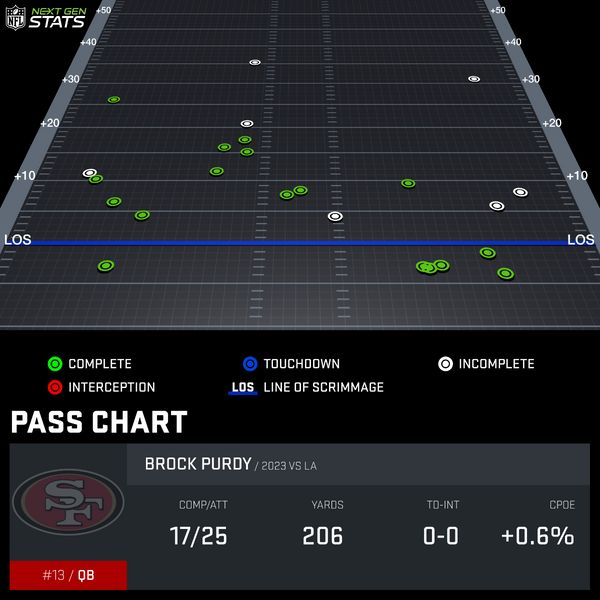 NFL NEXT GEN STATS
+50 +50
+40 +40
+30 +30
+20 +20
+10 +10
LOS LOS
COMPLETE TOUCHDOWN INCOMPLETE
INTERCEPTION LOS LINE OF SCRIMMAGE
PASS CHART
BROCK PURDY / 2023 VS LA
COMP/ATT YARDS TD-INT CPOE
17/25 206 0-0 +0.6%
SF
#13 / QB